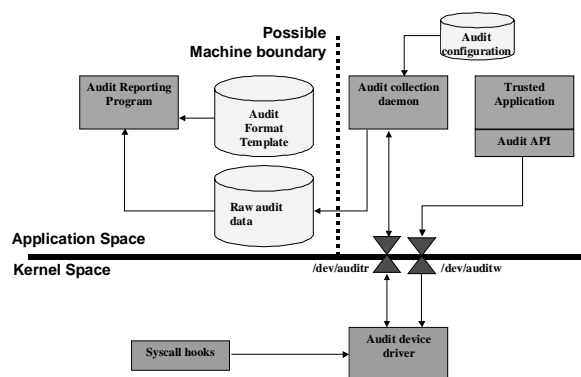 Possible
Machine boundary
Audit
configuration
Audit Reporting
Program
Audit
Format
Template
Audit collection
daemon
Trusted
Application
Audit API
Raw audit
data
Application Space
Kernel Space
/dev/auditr
/dev/auditw
Syscall hooks
Audit device
driver